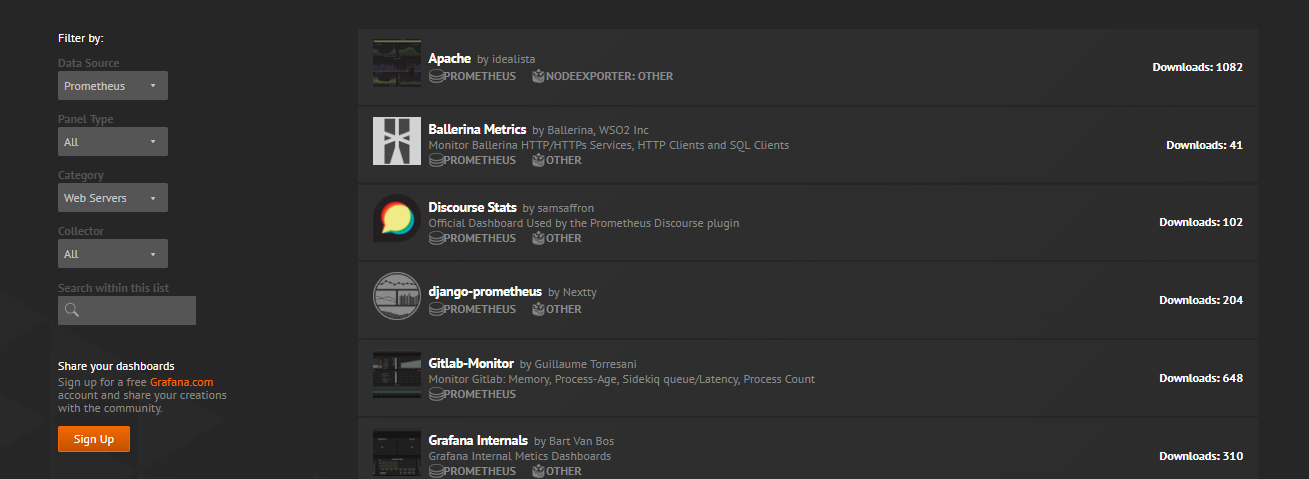 Filter by:
Data Source
Prometheus
Panel Type
All
Category
Web Servers
Collector
All
Search within this list
Share your dashboards
Sign up for a free Grafana.com
account and share your creations
with the community.
Sign Up
Apache by idealista
PROMETHEUS NODEEXPORTER: OTHER
Downloads: 1082
Ballerina Metrics by Ballerina, WSO2 Inc
Monitor Ballerina HTTP/HTTPs Services, HTTP Clients and SQL Clients
PROMETHEUS OTHER
Downloads: 41
Discourse Stats by samsaffron
Official Dashboard Used by the Prometheus Discourse plugin
PROMETHEUS OTHER
Downloads: 102
django-prometheus by Nextty
PROMETHEUS OTHER
Downloads: 204
Gitlab-Monitor by Guillaume Torresani
Monitor Gitlab: Memory, Process-Age, Sidekiq queue/Latency, Process Count
PROMETHEUS
Downloads: 648
Grafana Internals by Bart Van Bos
Grafana Internal Metics Dashboards
PROMETHEUS OTHER
Downloads: 310